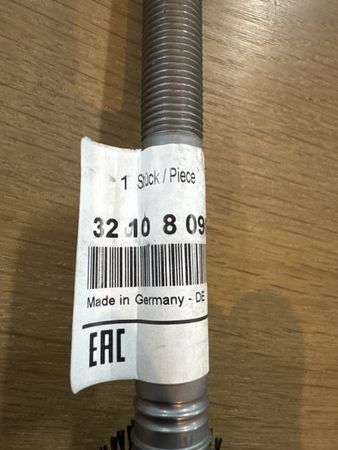 1 Stück / Piece
32 10 8 09
Made in Germany - DE
EAC